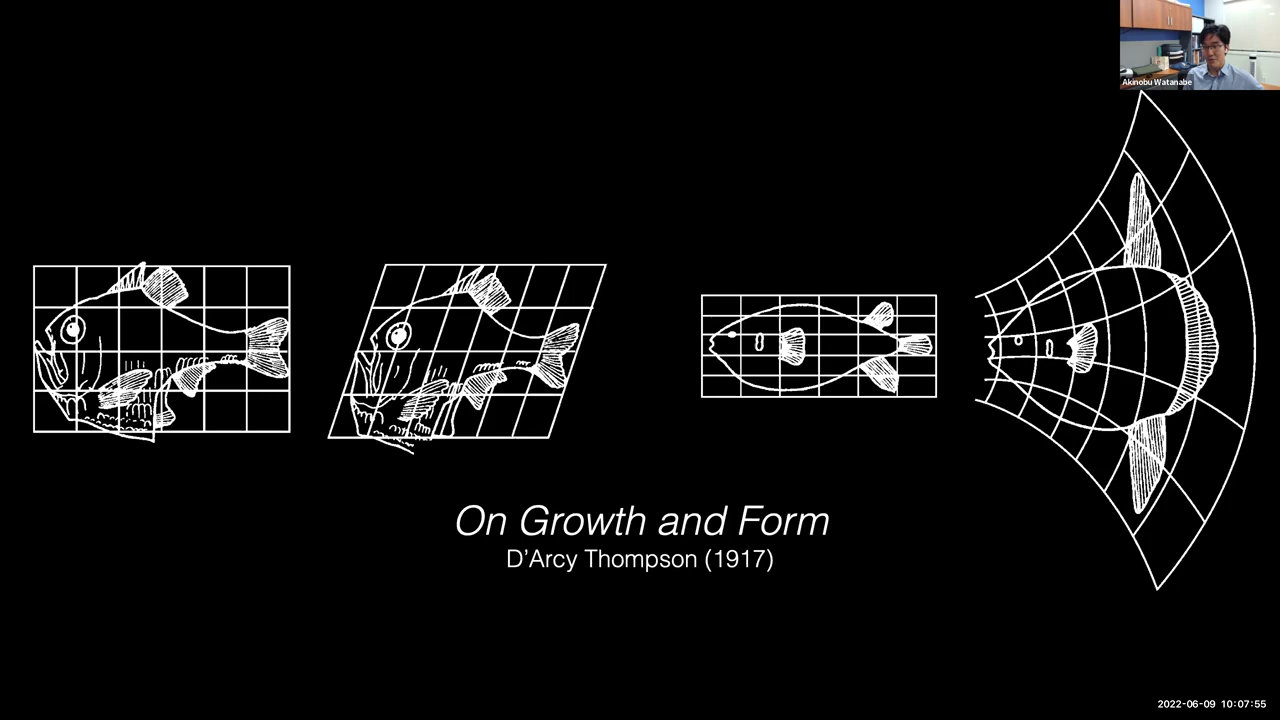 Akinobu Watanabe
On Growth and Form
D'Arcy Thompson (1917)
2022-06-09 10:07:55